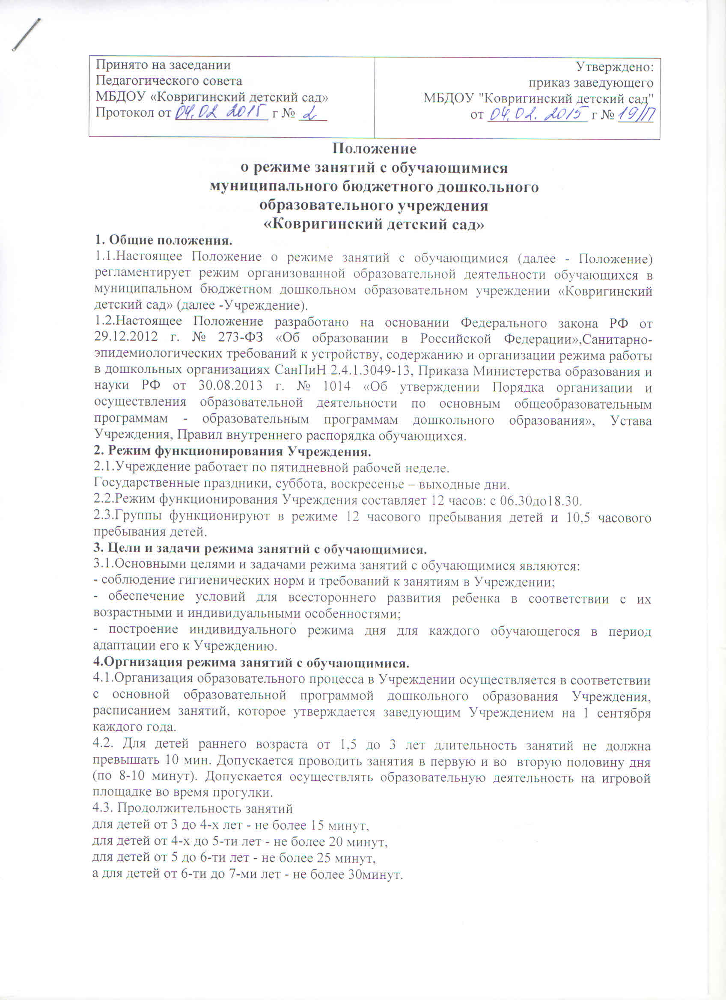 Принято на заседании
Педагогического совета
МБДОУ «Ковригинский детский сад»
Протокол от 04.02 2015 г № 2
Утверждено:
приказ заведующего
МБДОУ "Ковригинский детский сад"
от 04.02. 2015 г № 19/П
Положение
о режиме занятий с обучающимися
муниципального бюджетного дошкольного
образовательного учреждения
«Ковригинский детский сад»
1. Общие положения.
1.1.Настоящее Положение о режиме занятий с обучающимися (далее - Положение)
регламентирует режим организованной образовательной деятельности обучающихся в
муниципальном бюджетном дошкольном образовательном учреждении «Ковригинский
детский сад» (далее -Учреждение).
1.2.Настоящее Положение разработано на основании Федерального закона РФ от
29.12.2012 г. № 273-ФЗ «Об образовании в Российской Федерации»,Санитарно-
эпидемиологических требований к устройству, содержанию и организации режима работы
в дошкольных организациях СанПиН 2.4.1.3049-13, Приказа Министерства образования и
науки РФ от 30.08.2013 г. № 1014 «Об утверждении Порядка организации и
осуществления образовательной деятельности по основным общеобразовательным
программам - образовательным программам дошкольного образования», Устава
Учреждения, Правил внутреннего распорядка обучающихся.
2. Режим функционирования Учреждения.
2.1.Учреждение работает по пятидневной рабочей неделе.
Государственные праздники, суббота, воскресенье – выходные дни.
2.2.Режим функционирования Учреждения составляет 12 часов: с 06.30до18.30.
2.3.Группы функционируют в режиме 12 часового пребывания детей и 10,5 часового
пребывания детей.
3. Цели и задачи режима занятий с обучающимися.
3.1.Основными целями и задачами режима занятий с обучающимися являются:
- соблюдение гигиенических норм и требований к занятиям в Учреждении;
- обеспечение условий для всестороннего развития ребенка в соответствии с их
возрастными и индивидуальными особенностями;
- построение индивидуального режима дня для каждого обучающегося в период
адаптации его к Учреждению.
4.Оргнизация режима занятий с обучающимися.
4.1.Организация образовательного процесса в Учреждении осуществляется в соответствии
с основной образовательной программой дошкольного образования Учреждения,
расписанием занятий, которое утверждается заведующим Учреждением на 1 сентября
каждого года.
4.2. Для детей раннего возраста от 1,5 до 3 лет длительность занятий не должна
превышать 10 мин. Допускается проводить занятия в первую и во вторую половину дня
(по 8-10 минут). Допускается осуществлять образовательную деятельность на игровой
площадке во время прогулки.
4.3. Продолжительность занятий
для детей от 3 до 4-х лет - не более 15 минут,
для детей от 4-х до 5-ти лет - не более 20 минут,
для детей от 5 до 6-ти лет - не более 25 минут,
а для детей от 6-ти до 7-ми лет - не более 30минут.